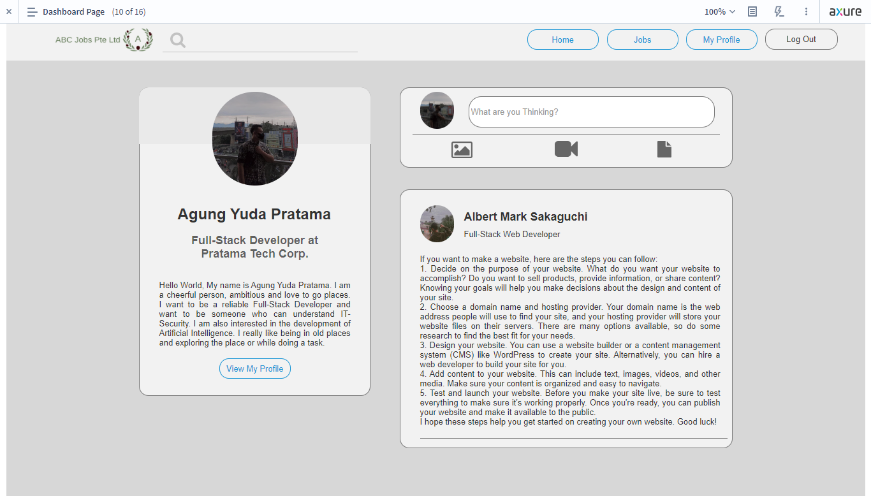 Dashboard Page (10 of 16)
100%
axure
ABC Jobs Pte Ltd
A
Home
Jobs
My Profile
Log Out
Agung Yuda Pratama
Full-Stack Developer at
Pratama Tech Corp.
Hello World, My name is Agung Yuda Pratama. I am
a cheerful person, ambitious and love to go places.
I want to be a reliable Full-Stack Developer and
want to be someone who can understand IT-
Security. I am also interested in the development of
Artificial Intelligence. I really like being in old places
and exploring the place or while doing a task.
View My Profile
What are you Thinking?
Albert Mark Sakaguchi
Full-Stack Web Developer
If you want to make a website, here are the steps you can follow:
1. Decide on the purpose of your website. What do you want your website to
accomplish? Do you want to sell products, provide information, or share content?
Knowing your goals will help you make decisions about the design and content of
your site.
2. Choose a domain name and hosting provider. Your domain name is the web
address people will use to find your site, and your hosting provider will store your
website files on their servers. There are many options available, so do some
research to find the best fit for your needs.
3. Design your website. You can use a website builder or a content management
system (CMS) like WordPress to create your site. Alternatively, you can hire a
web developer to build your site for you.
4. Add content to your website. This can include text, images, videos, and other
media. Make sure your content is organized and easy to navigate.
5. Test and launch your website. Before you make your site live, be sure to test
everything to make sure it's working properly. Once you're ready, you can publish
your website and make it available to the public.
I hope these steps help you get started on creating your own website. Good luck!